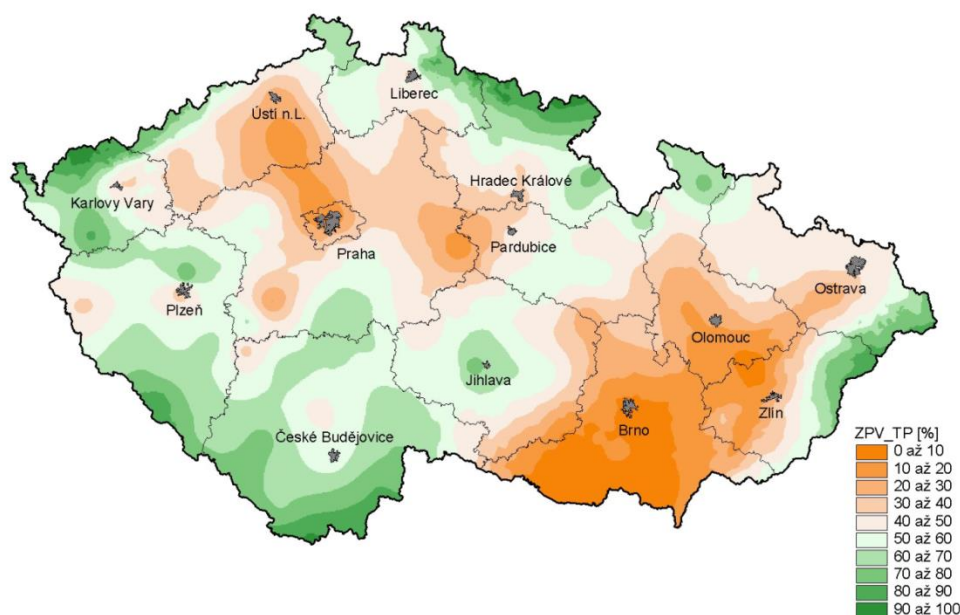 Liberec
Ústí n.L.
Karlovy Vary
Hradec Králové
Praha
Pardubice
Plzeň
Ostrava
Olomouc
Jihlava
Zlín
Brno
České Budějovice
ZPV_TP [%]
0 až 10
10 až 20
20 až 30
30 až 40
40 až 50
50 až 60
60 až 70
70 až 80
80 až 90
90 až 100